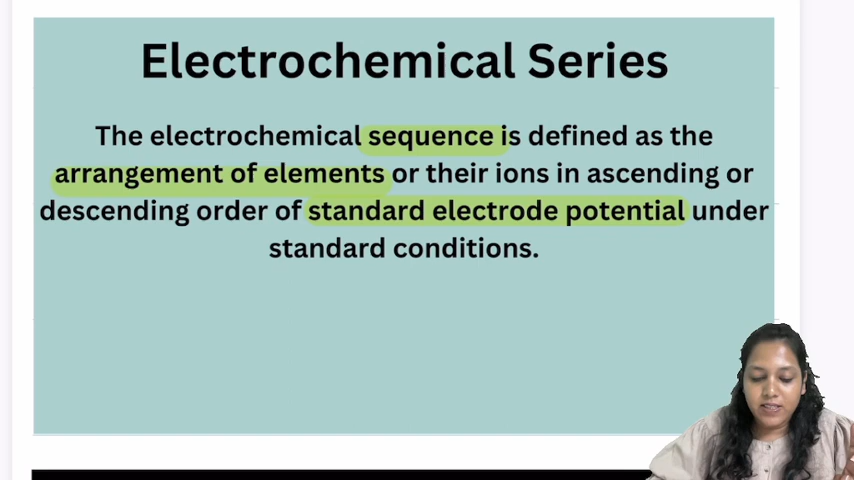 Electrochemical Series
The electrochemical sequence is defined as the
arrangement of elements or their ions in ascending or
descending order of standard electrode potential under
standard conditions.